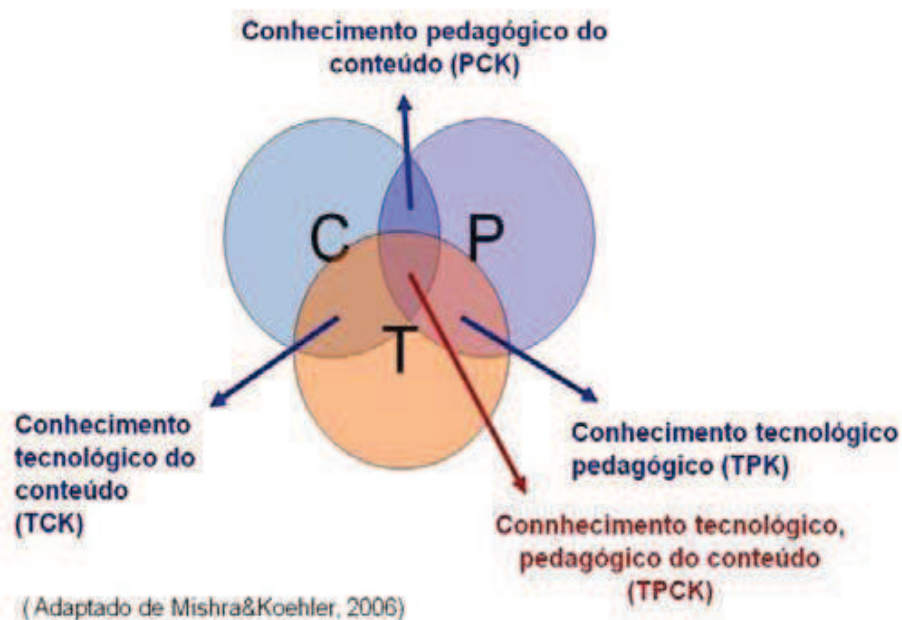 Conhecimento pedagógico do
conteúdo (PCK)
C
P
T
Conhecimento
tecnológico do
conteúdo
(TCK)
Conhecimento tecnológico
pedagógico (TPK)
Connhecimento tecnológico,
pedagógico do conteúdo
(TPCK)
(Adaptado de Mishra&Koehler, 2006)